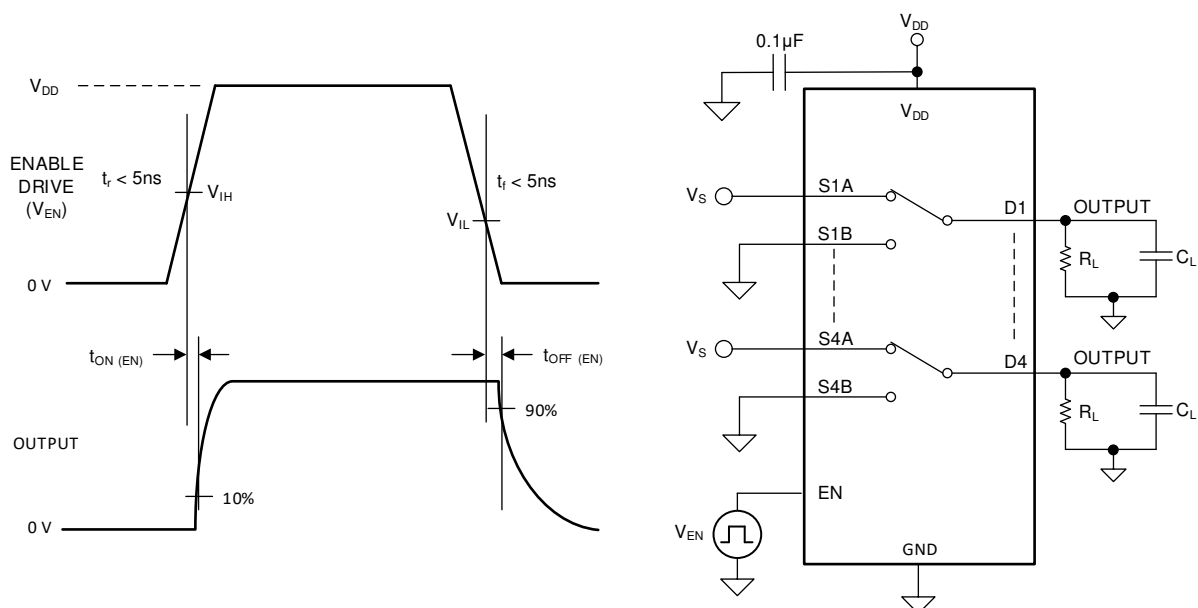 V_DD
ENABLE
DRIVE
(V_EN)
t_r < 5ns
V_IH
t_f < 5ns
V_IL
0 V
t_ON (EN)
t_OFF (EN)
90%
OUTPUT
10%
0 V
V_DD
0.1µF
V_DD
V_S
S1A
D1
OUTPUT
S1B
R_L
C_L
V_S
S4A
D4
OUTPUT
S4B
R_L
C_L
EN
V_EN
GND